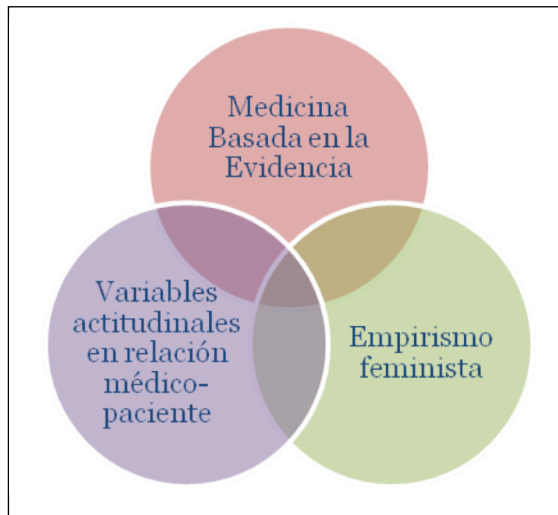 Medicina
Basada en la
Evidencia
Variables
actitudinales
en relación
médico-
paciente
Empirismo
feminista